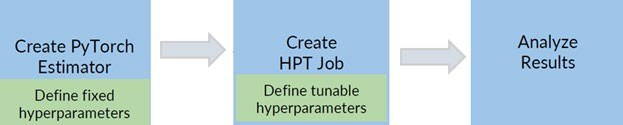 Create PyTorch
Estimator
Define fixed
hyperparameters
Create
HPT Job
Define tunable
hyperparameters
Analyze
Results